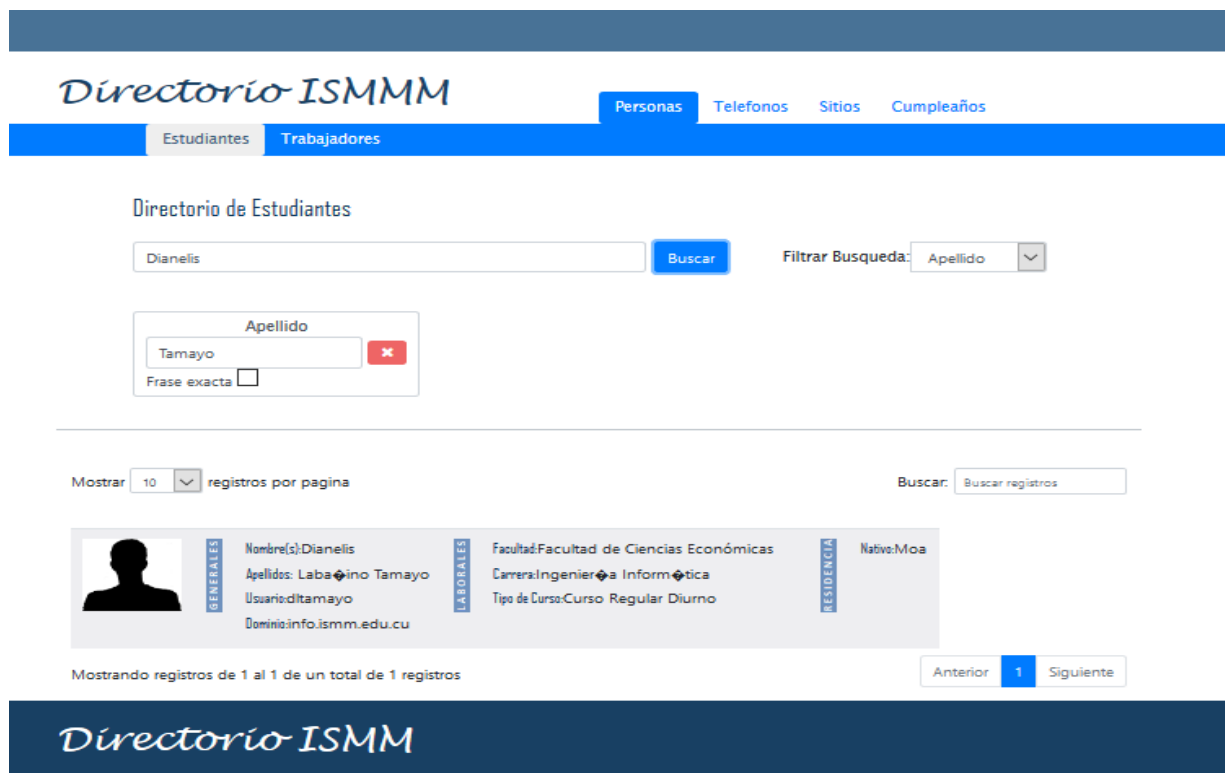 Directorio ISMMM
Personas Telefonos Sitios Cumpleaños
Estudiantes Trabajadores
Directorio de Estudiantes
Dianelis Buscar Filtrar Busqueda: Apellido
Apellido
Tamayo
Frase exacta
Mostrar 10 registros por pagina Buscar: Buscar registros
GENERALES
Nombre(s):Dianelis
Apellidos: Laba�ino Tamayo
Usuario:dltamayo
Dominio:info.ismm.edu.cu
LABORALES
Facultad:Facultad de Ciencias Económicas
Carrera:Ingenier�a Inform�tica
Tipo de Curso:Curso Regular Diurno
RESIDENCIA
Nativo:Moa
Mostrando registros de 1 al 1 de un total de 1 registros
Anterior 1 Siguiente
Directorio ISMM